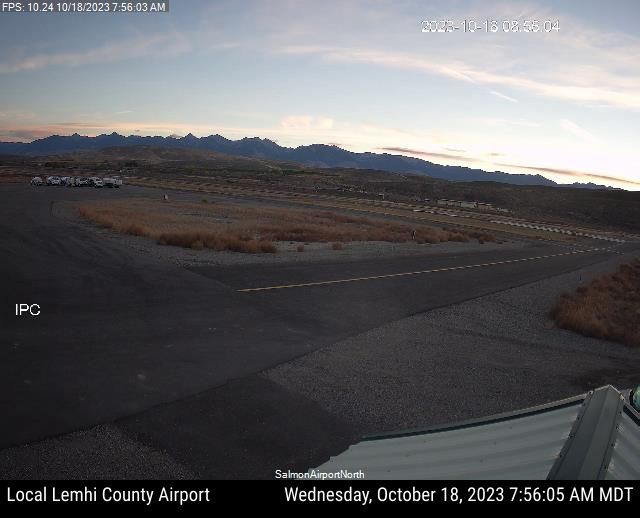 FPS: 10.24 10/18/2023 7:56:03 AM
2023-10-18 08:55:04
IPC
SalmonAirportNorth
Local Lemhi County Airport
Wednesday, October 18, 2023 7:56:05 AM MDT